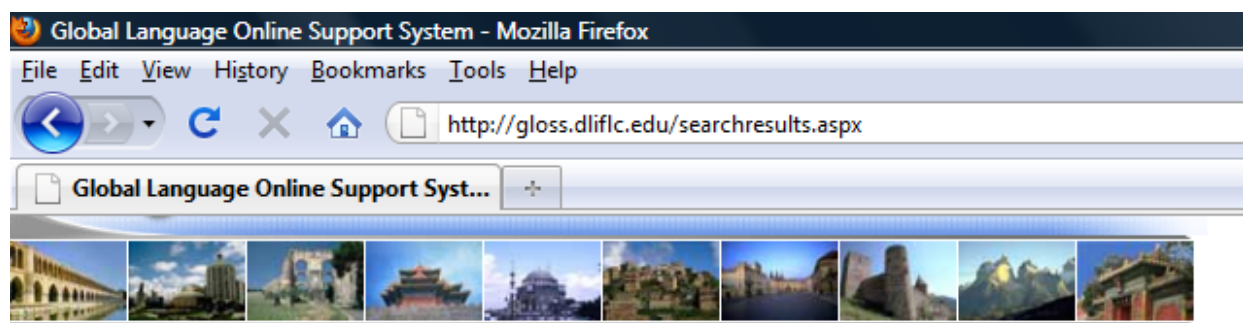 Global Language Online Support System - Mozilla Firefox
File Edit View History Bookmarks Tools Help
http://gloss.dliflc.edu/searchresults.aspx
Global Language Online Support Syst...